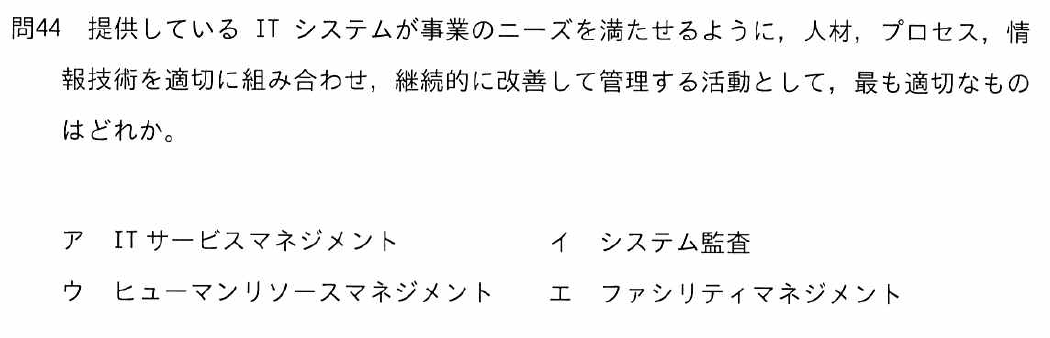 問44 提供している IT システムが事業のニーズを満たせるように，人材，プロセス，情
報技術を適切に組み合わせ，継続的に改善して管理する活動として，最も適切なもの
はどれか。
ア IT サービスマネジメント イ システム監査
ウ ヒューマンリソースマネジメント エ ファシリティマネジメント